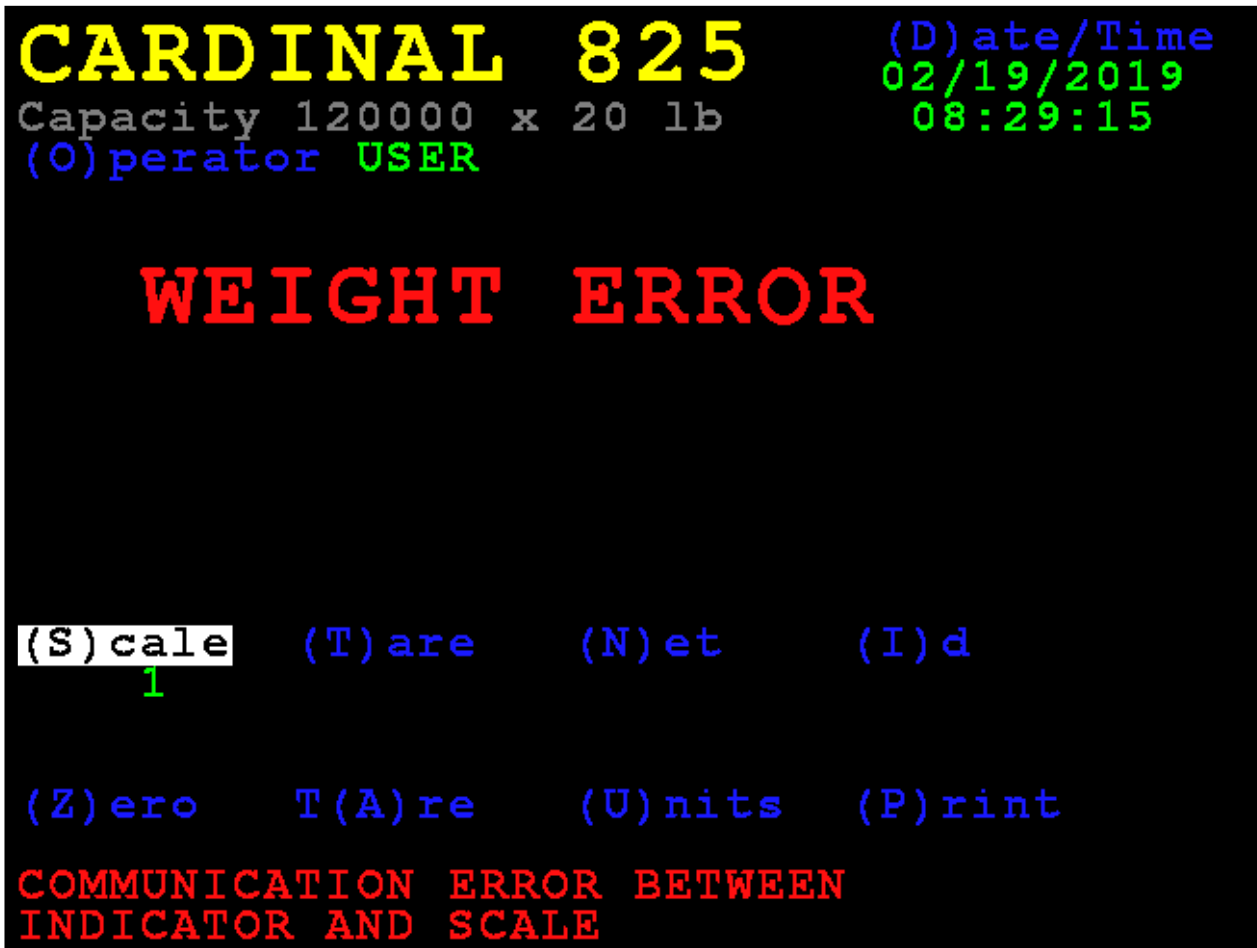 CARDINAL 825
(D)ate/Time
02/19/2019
Capacity 120000 x 20 lb
08:29:15
(O)perator USER
WEIGHT ERROR
(S)cale (T)are (N)et (I)d
1
(Z)ero T(A)re (U)nits (P)rint
COMMUNICATION ERROR BETWEEN
INDICATOR AND SCALE